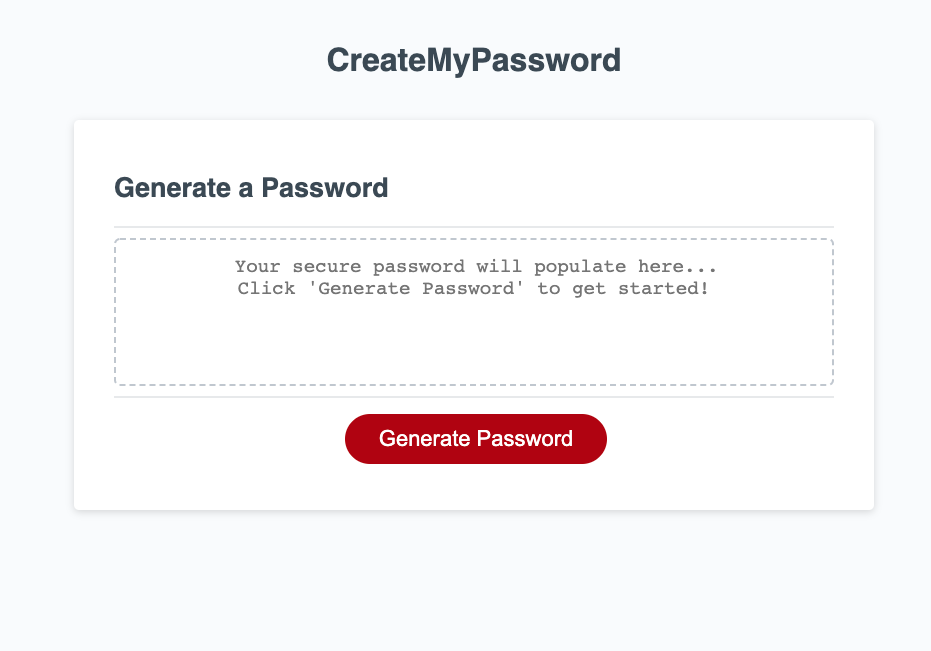 CreateMyPassword
Generate a Password
Your secure password will populate here...
Click 'Generate Password' to get started!
Generate Password